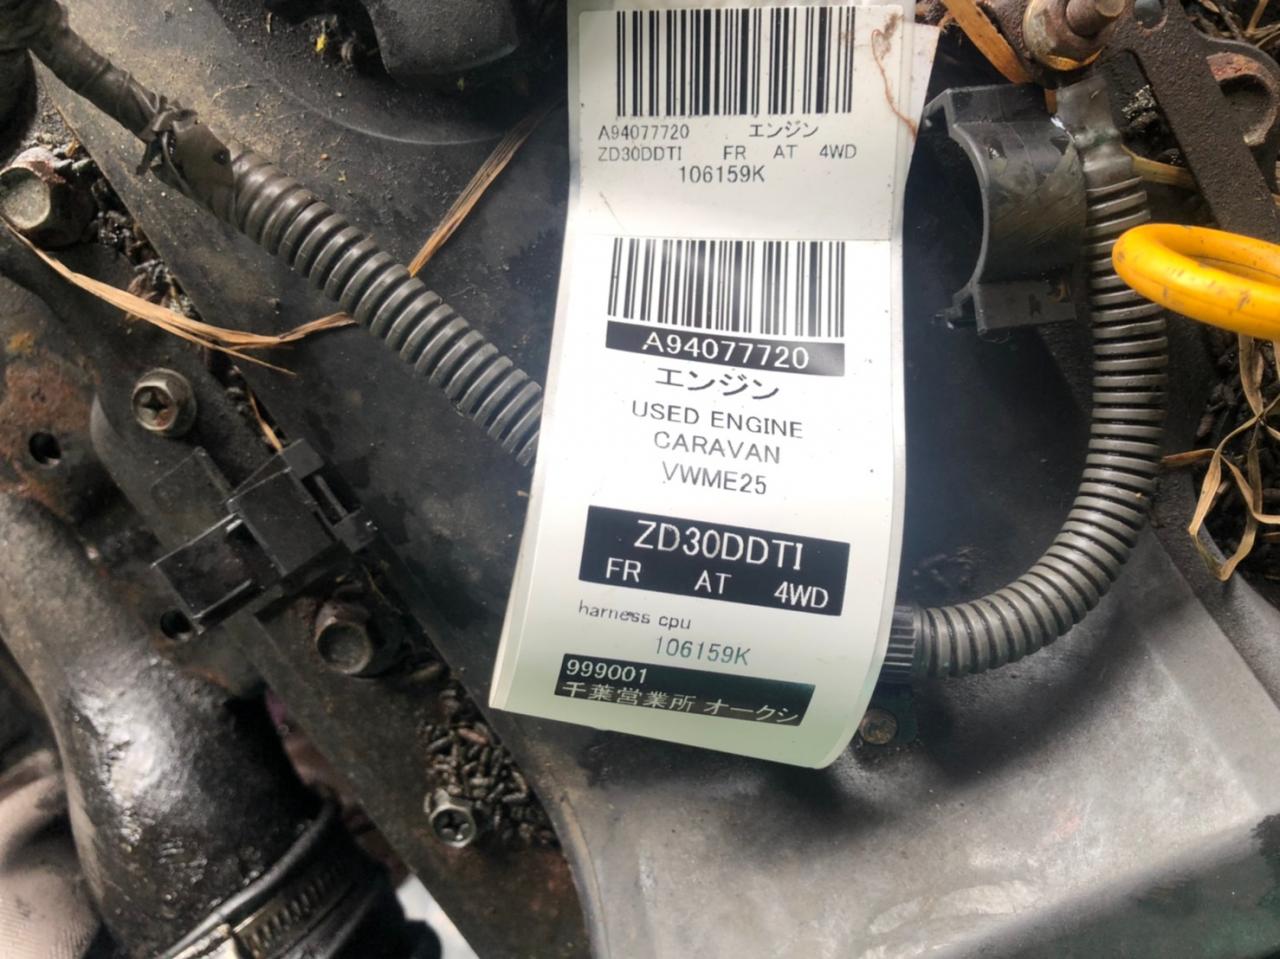 A94077720 エンジン
ZD30DDTI FR AT 4WD
106159K
A94077720
エンジン
USED ENGINE
CARAVAN
VWME25
ZD30DDTI
FR AT 4WD
harness cpu
106159K
999001
千葉営業所 オークシ